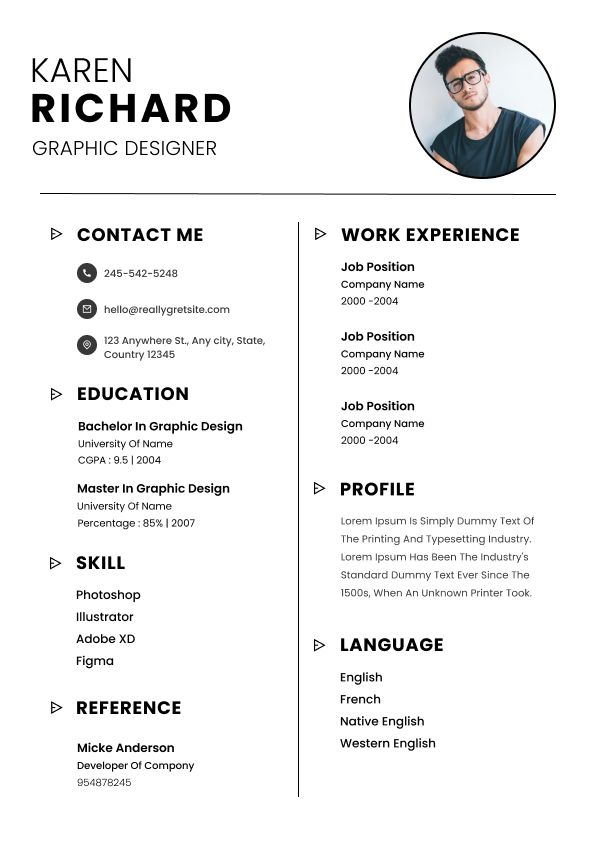 KAREN
RICHARD
GRAPHIC DESIGNER
CONTACT ME
245-542-5248
hello@reallygretsite.com
123 Anywhere St., Any city, State,
Country 12345
EDUCATION
Bachelor In Graphic Design
University Of Name
CGPA : 9.5 | 2004
Master In Graphic Design
University Of Name
Percentage : 85% | 2007
SKILL
Photoshop
Illustrator
Adobe XD
Figma
REFERENCE
Micke Anderson
Developer Of Company
954878245
WORK EXPERIENCE
Job Position
Company Name
2000 -2004
Job Position
Company Name
2000 -2004
Job Position
Company Name
2000 -2004
PROFILE
Lorem Ipsum Is Simply Dummy Text Of
The Printing And Typesetting Industry.
Lorem Ipsum Has Been The Industry's
Standard Dummy Text Ever Since The
1500s, When An Unknown Printer Took.
LANGUAGE
English
French
Native English
Western English